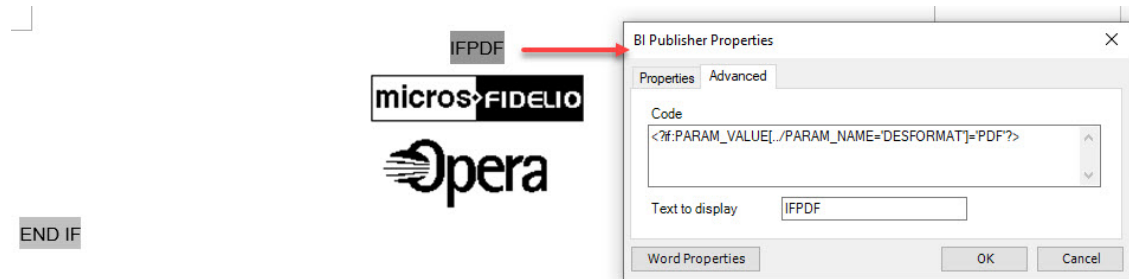 IFPDF
micros FIDELIO
Opera
END IF
BI Publisher Properties
Properties Advanced
Code
<?if:PARAM_VALUE[../PARAM_NAME='DESFORMAT']='PDF'?>
Text to display IFPDF
Word Properties OK Cancel